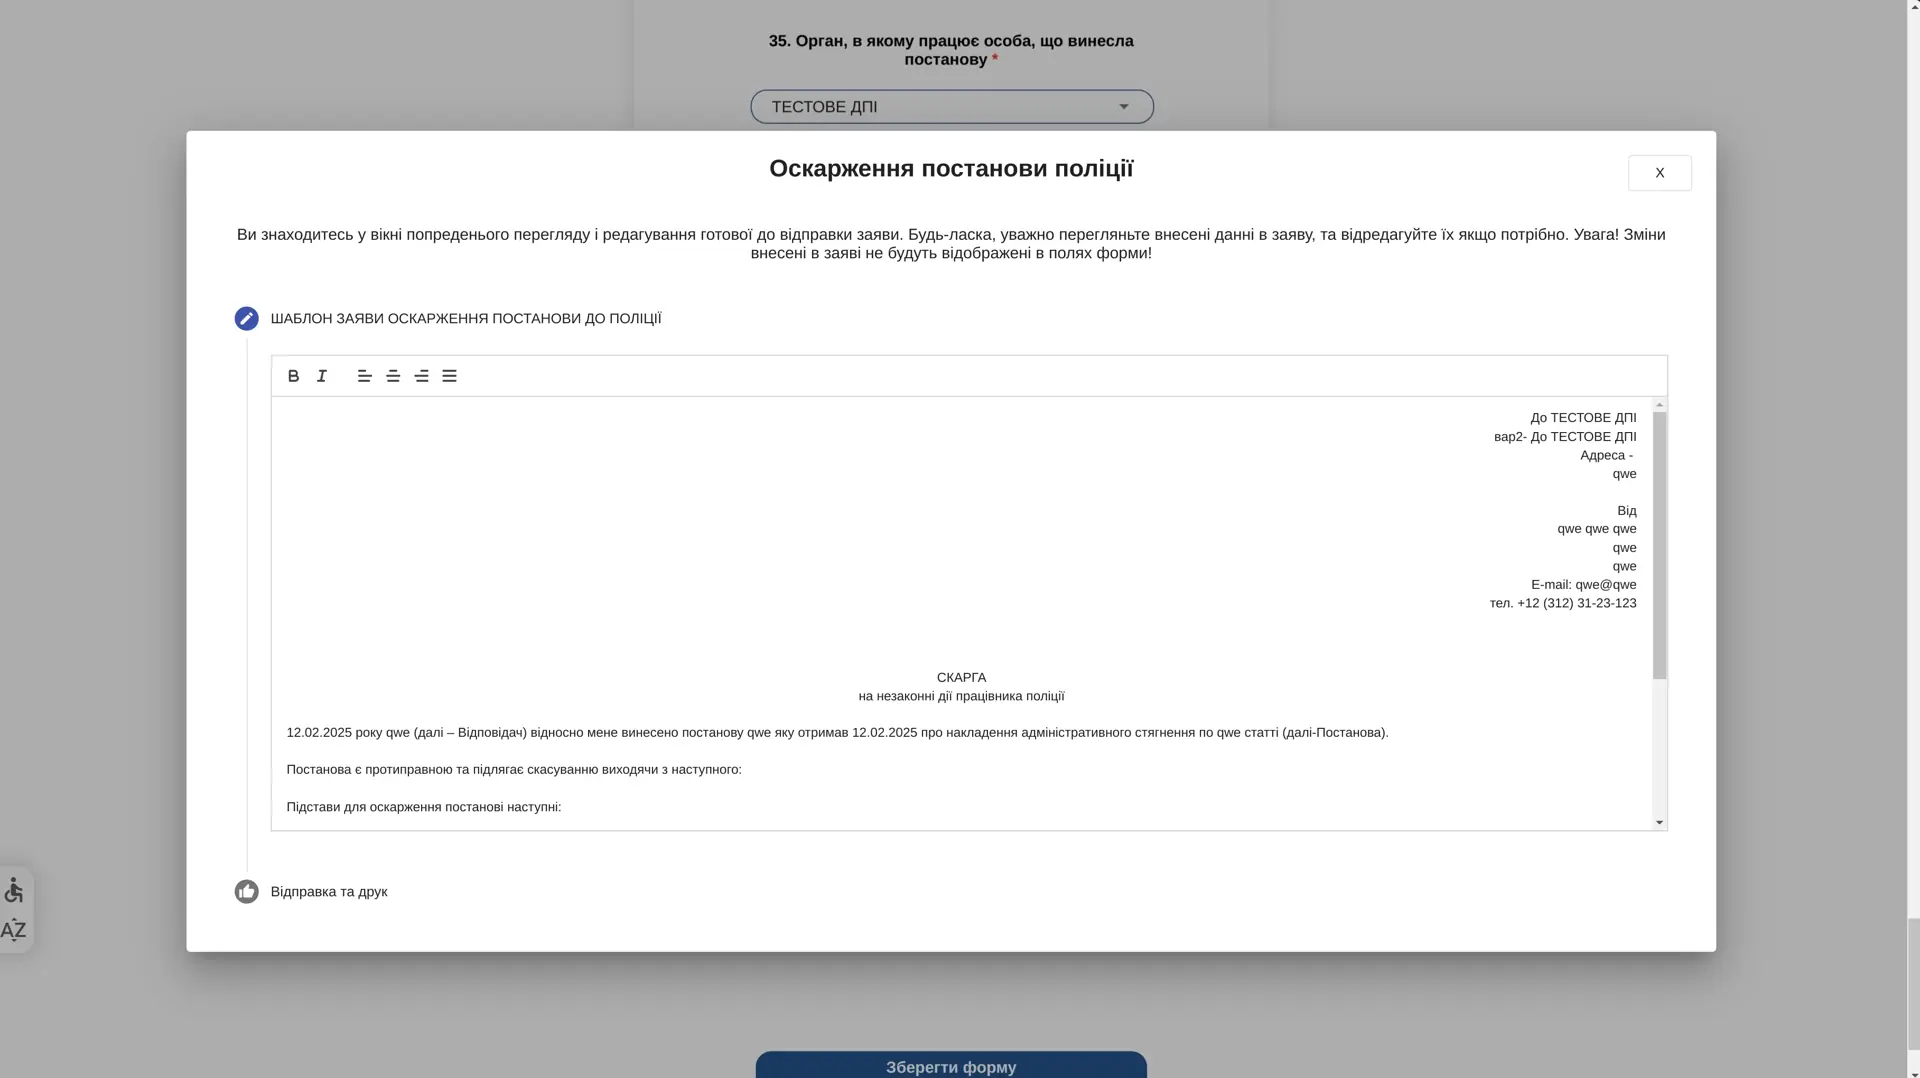 35. Орган, в якому працює особа, що винесла
постанову *
ТЕСТОВЕ ДПІ
Оскарження постанови поліції
X
Ви знаходитесь у вікні попреденього перегляду і редагування готової до відправки заяви. Будь-ласка, уважно перегляньте внесені данні в заяву, та відредагуйте їх якщо потрібно. Увага! Зміни
внесені в заяві не будуть відображені в полях форми!
ШАБЛОН ЗАЯВИ ОСКАРЖЕННЯ ПОСТАНОВИ ДО ПОЛІЦІЇ
До ТЕСТОВЕ ДПІ
вар2- До ТЕСТОВЕ ДПІ
Адреса -
qwe
Від
qwe qwe qwe
qwe
qwe
E-mail: qwe@qwe
тел. +12 (312) 31-23-123
СКАРГА
на незаконні дії працівника поліції
12.02.2025 року qwe (далі – Відповідач) відносно мене винесено постанову qwe яку отримав 12.02.2025 про накладення адміністративного стягнення по qwe статті (далі-Постанова).
Постанова є протиправною та підлягає скасуванню виходячи з наступного:
Підстави для оскарження постанові наступні:
Відправка та друк
AZ
Зберегти форму